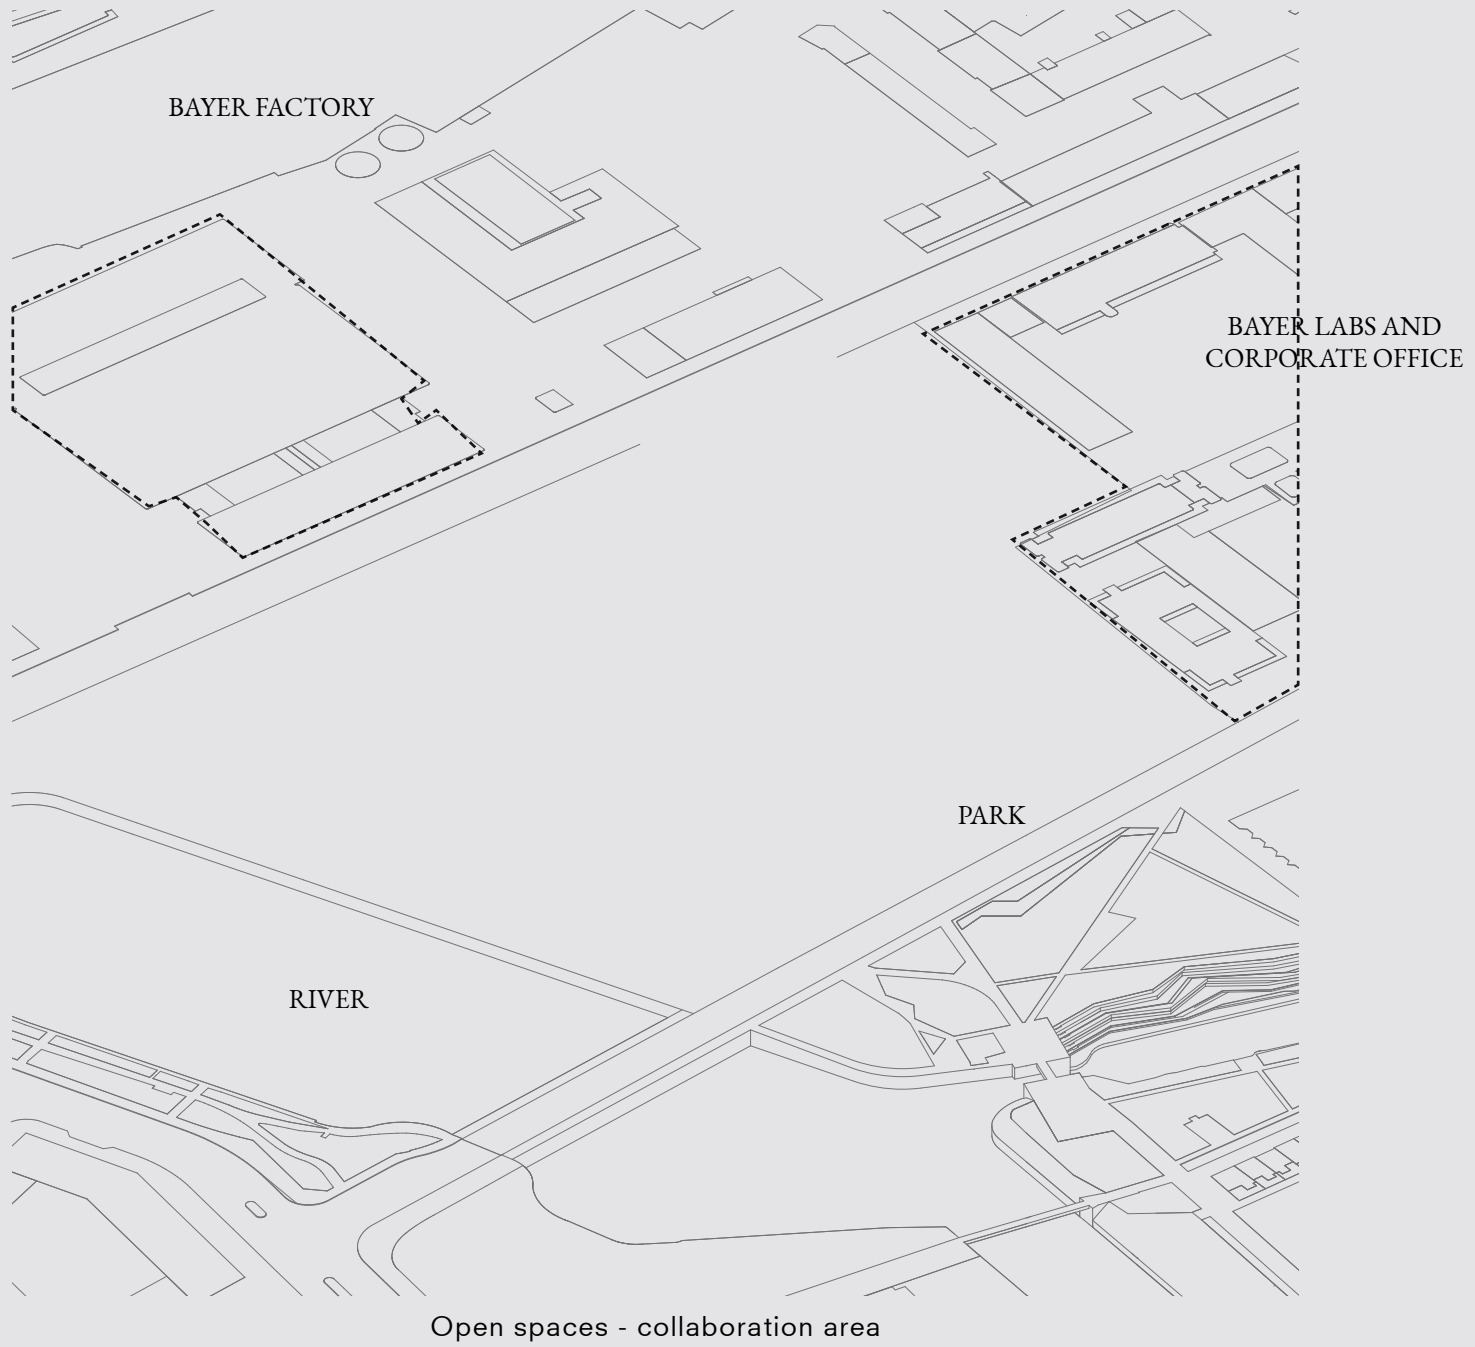 BAYER FACTORY
BAYER LABS AND
CORPORATE OFFICE
PARK
RIVER
Open spaces - collaboration area